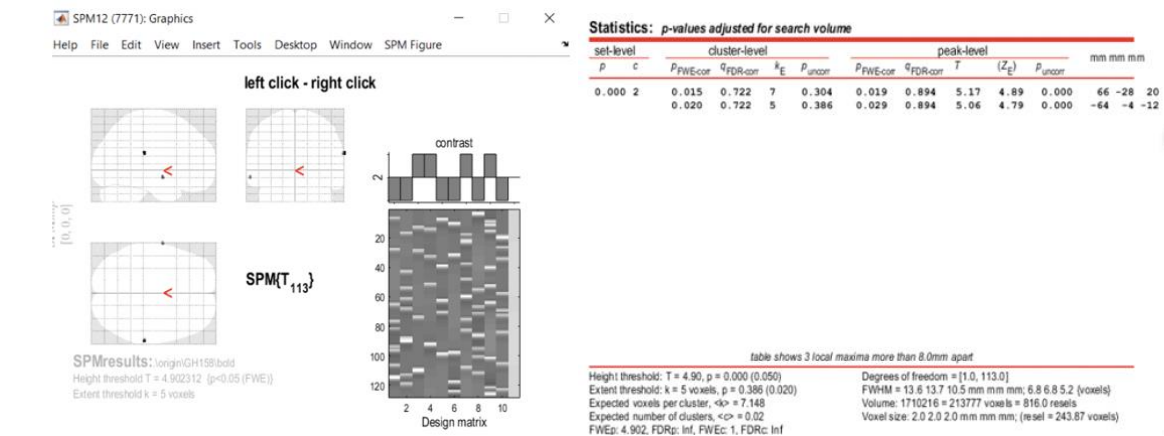 SPM12 (7771): Graphics
Help File Edit View Insert Tools Desktop Window SPM Figure
left click - right click
contrast
2
[0, 0, 0]
SPM{T113}
20
40
60
80
100
120
2 4 6 8 10
Design matrix
SPMresults: \origin\GH158\bold
Height threshold T = 4.902312 {p<0.05 (FWE)}
Extent threshold k = 5 voxels
Statistics: p-values adjusted for search volume
set-level cluster-level peak-level mm mm mm
p c pFWE-corr qFDR-corr kE puncorr pFWE-corr qFDR-corr T (ZE) puncorr
0.000 2 0.015 0.722 7 0.304 0.019 0.894 5.17 4.89 0.000 66 -28 20
0.020 0.722 5 0.386 0.029 0.894 5.06 4.79 0.000 -64 -4 -12
table shows 3 local maxima more than 8.0mm apart
Height threshold: T = 4.90, p = 0.000 (0.050)
Extent threshold: k = 5 voxels, p = 0.386 (0.020)
Expected voxels per cluster, <k> = 7.148
Expected number of clusters, <c> = 0.02
FWEp: 4.902, FDRp: Inf, FWEc: 1, FDRc: Inf
Degrees of freedom = [1.0, 113.0]
FWHM = 13.6 13.7 10.5 mm mm mm; 6.8 6.8 5.2 {voxels}
Volume: 1710216 = 213777 voxels = 816.0 resels
Voxel size: 2.0 2.0 2.0 mm mm mm; (resel = 243.87 voxels)